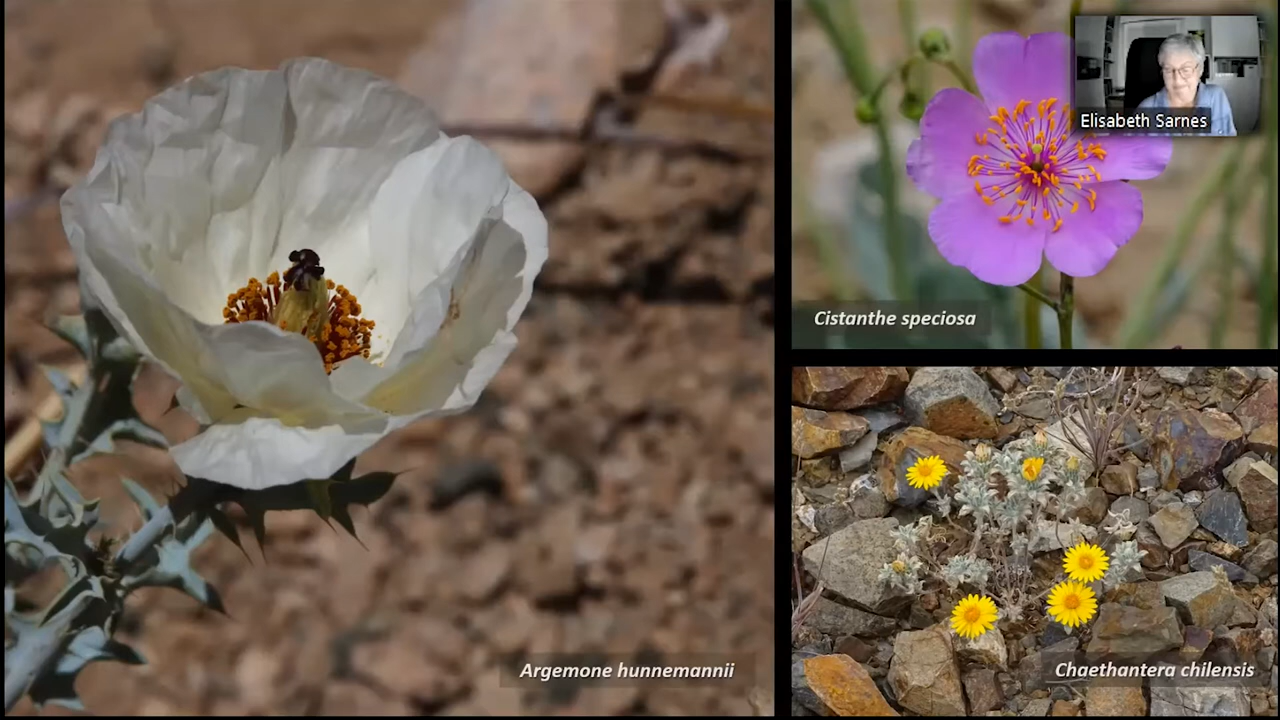 Elisabeth Sarnes
Cistanthe speciosa
Argemone hunnemannii
Chaethantera chilensis